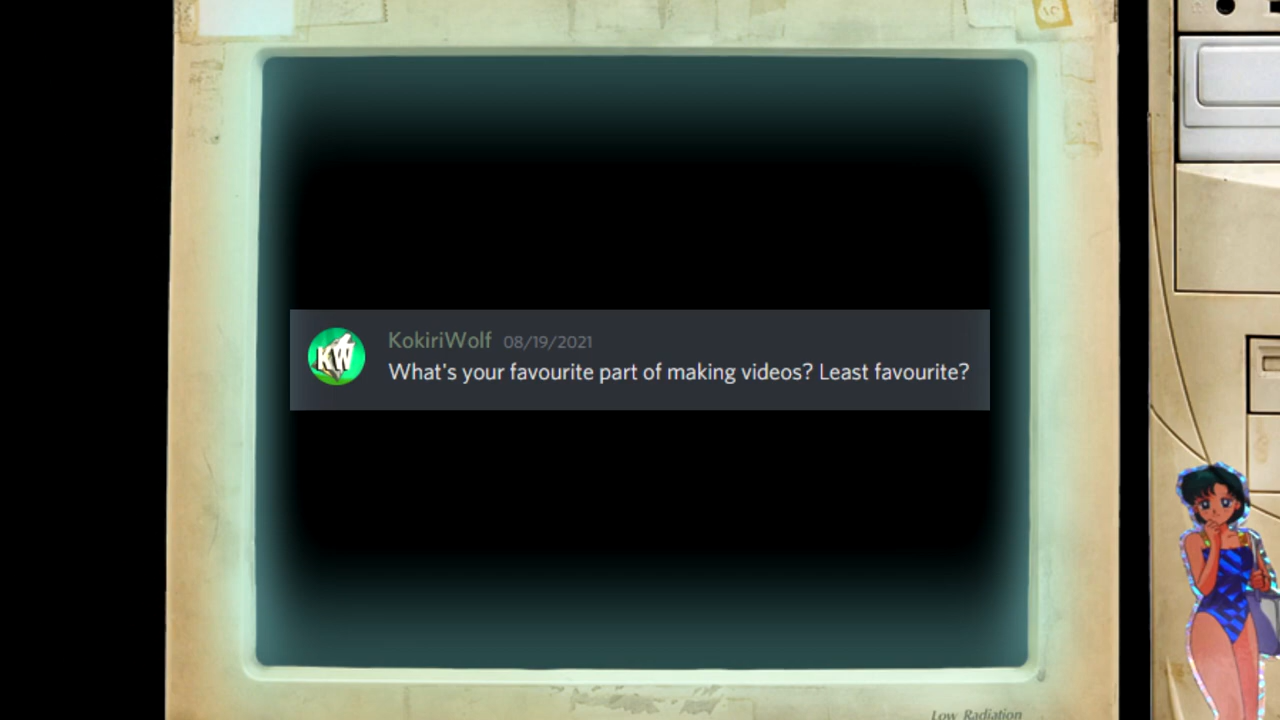 KokiriWolf 08/19/2021
KW
What's your favourite part of making videos? Least favourite?
Low Radiation